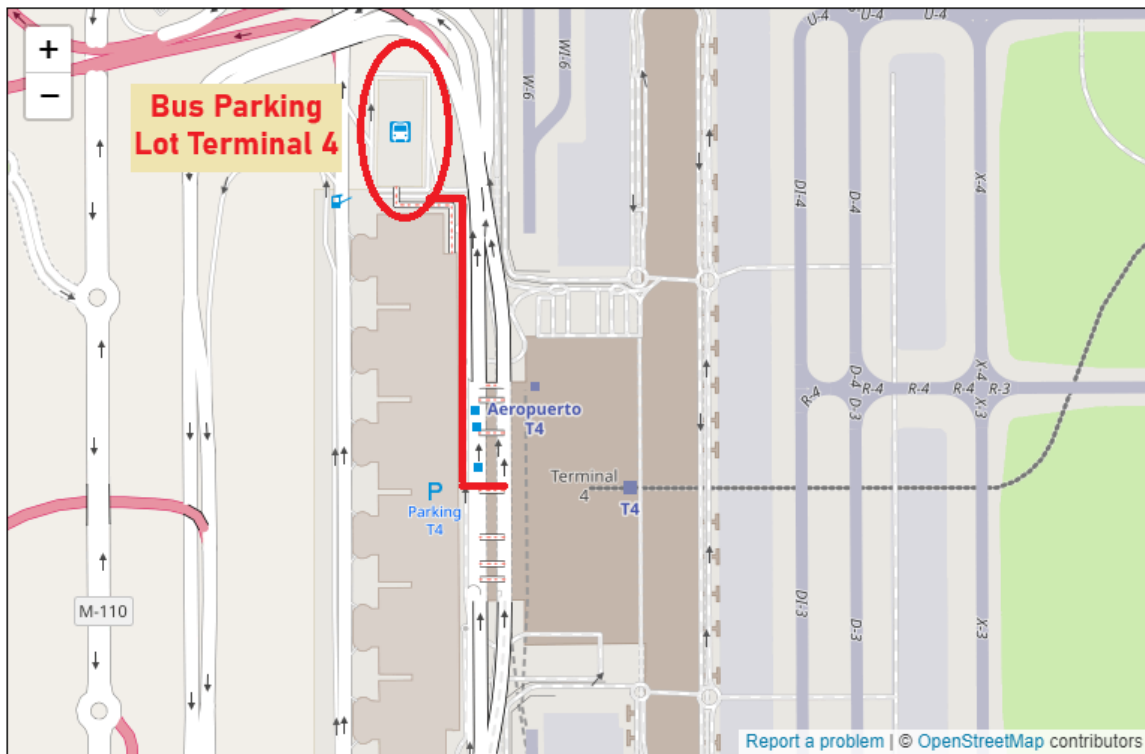 +
−
Bus Parking
Lot Terminal 4
U-4
U-4
U-4
W-6
WI-6
DI-4
D-4
X-4
Aeropuerto
T4
Terminal
4
T4
P
Parking
T4
R-4
R-4
R-4
R-4
R-3
D-4
D-3
X-4
X-3
M-110
DI-3
D-3
X-3
Report a problem | © OpenStreetMap contributors